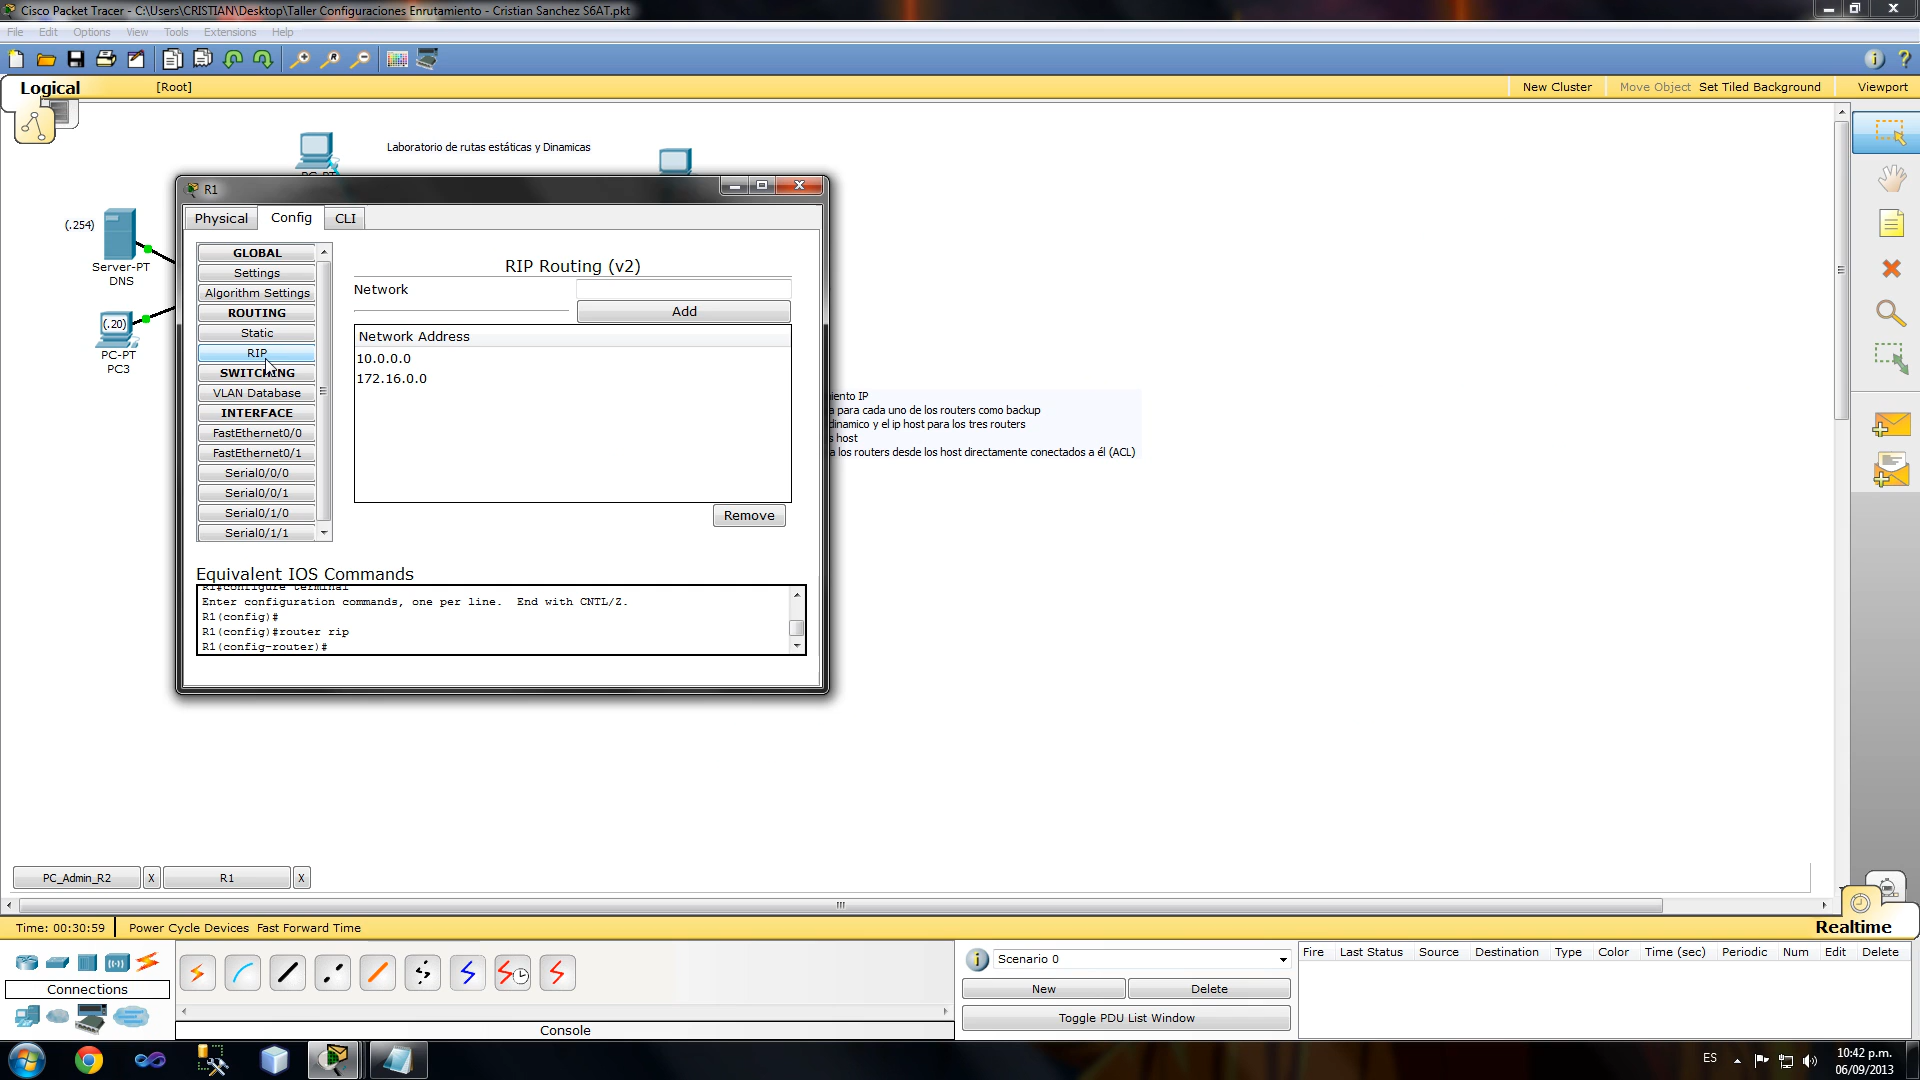 Cisco Packet Tracer - C:\Users\CRISTIAN\Desktop\Taller Configuraciones Enrutamiento - Cristian Sanchez S6AT.pkt
File Edit Options View Tools Extensions Help
Logical [Root] New Cluster Move Object Set Tiled Background Viewport
Laboratorio de rutas estáticas y Dinamicas
R1
Physical Config CLI
(.254)
Server-PT
DNS
(.20)
PC-PT
PC3
GLOBAL
Settings
Algorithm Settings
ROUTING
Static
RIP
SWITCHING
VLAN Database
INTERFACE
FastEthernet0/0
FastEthernet0/1
Serial0/0/0
Serial0/0/1
Serial0/1/0
Serial0/1/1
RIP Routing (v2)
Network
Add
Network Address
10.0.0.0
172.16.0.0
Remove
iento IP
a para cada uno de los routers como backup
dinamico y el ip host para los tres routers
s host
a los routers desde los host directamente conectados a él (ACL)
Equivalent IOS Commands
R1#configure terminal
Enter configuration commands, one per line. End with CNTL/Z.
R1(config)#
R1(config)#router rip
R1(config-router)#
PC_Admin_R2 X R1 X
Time: 00:30:59 Power Cycle Devices Fast Forward Time Realtime
Connections
Console
Scenario 0
New Delete
Toggle PDU List Window
Fire Last Status Source Destination Type Color Time (sec) Periodic Num Edit Delete
ES
10:42 p.m.
06/09/2013